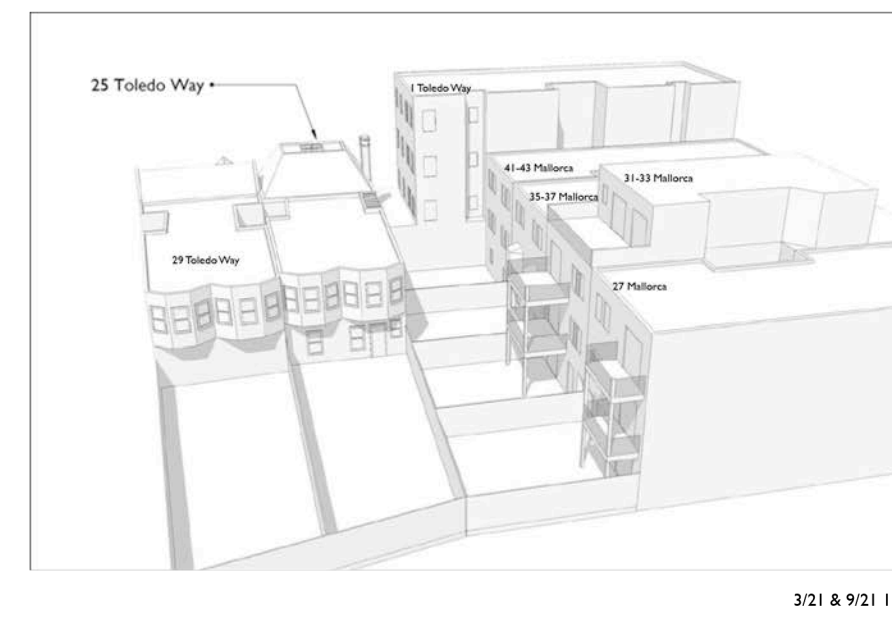 25 Toledo Way
1 Toledo Way
41-43 Mallorca
31-33 Mallorca
35-37 Mallorca
29 Toledo Way
27 Mallorca
3/21 & 9/21 1